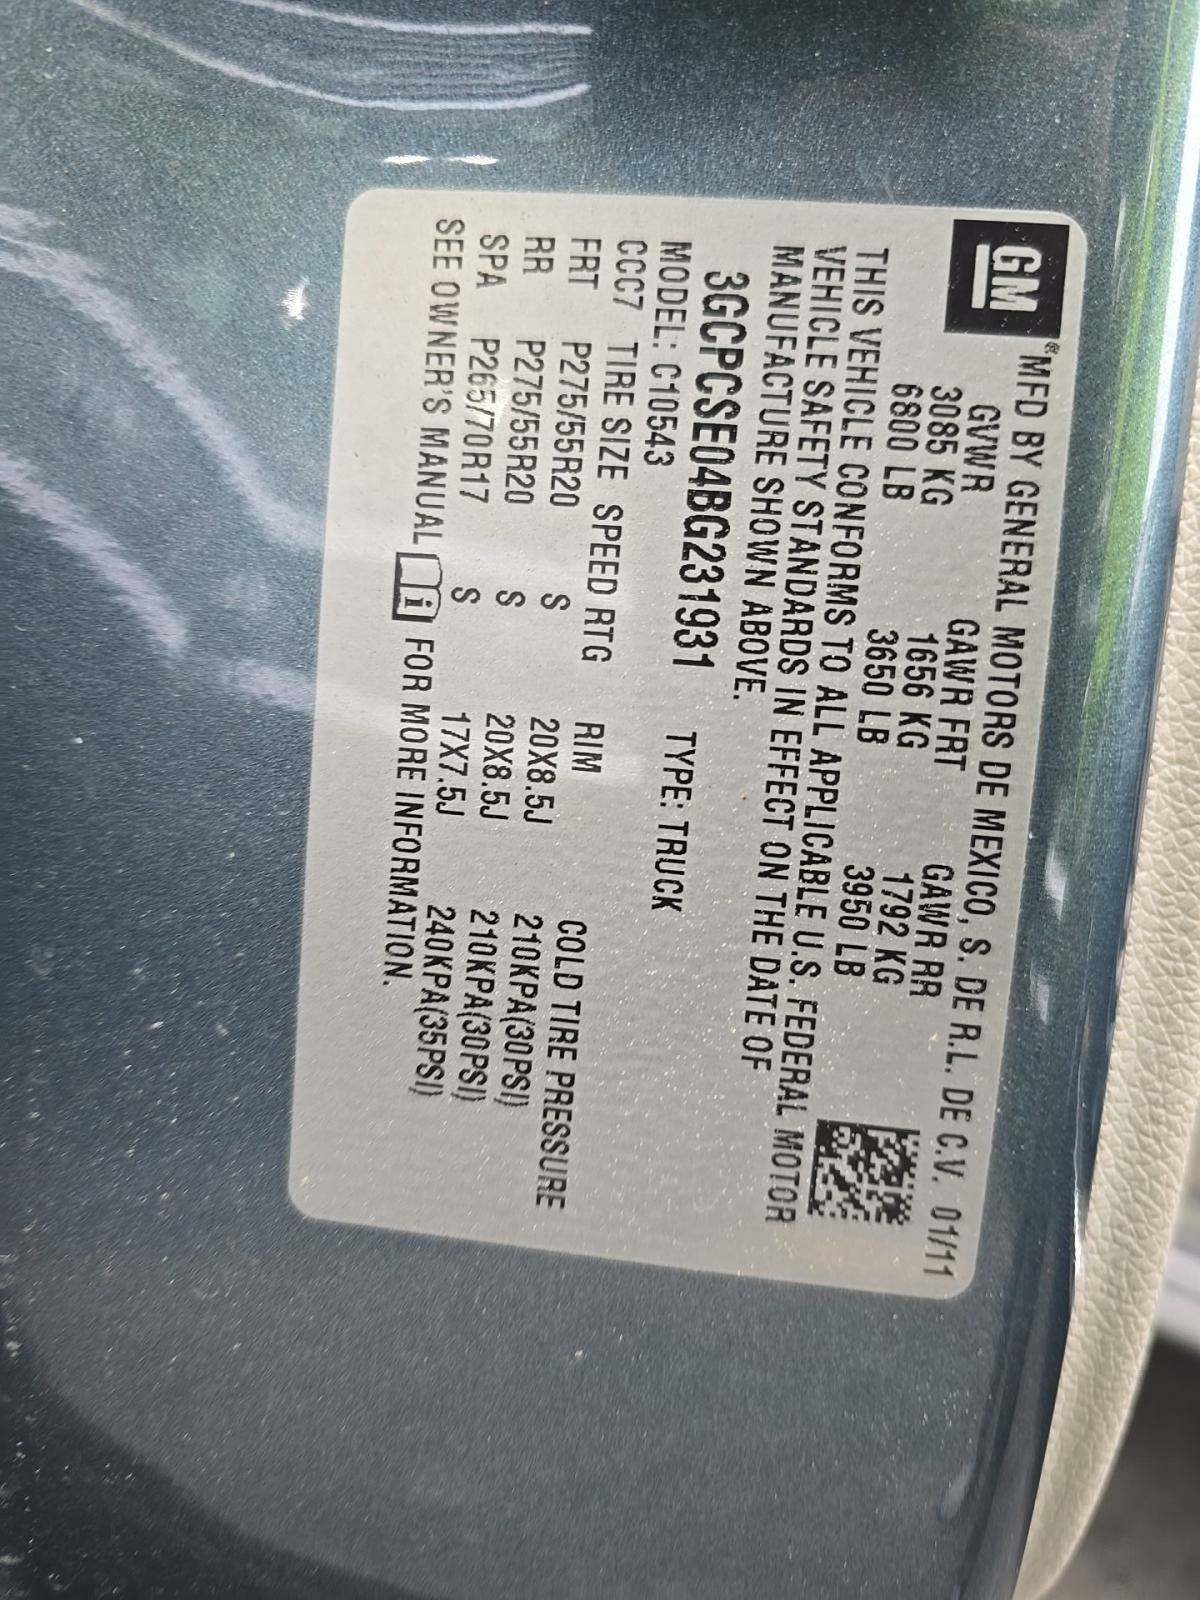 GM ® MFD BY GENERAL MOTORS DE MEXICO, S. DE R.L. DE C.V. 01/11
GVWR GAWR FRT GAWR RR
3085 KG 1656 KG 1792 KG
6800 LB 3650 LB 3950 LB
THIS VEHICLE CONFORMS TO ALL APPLICABLE U.S. FEDERAL MOTOR
VEHICLE SAFETY STANDARDS IN EFFECT ON THE DATE OF
MANUFACTURE SHOWN ABOVE.
3GCPCSE04BG231931 TYPE: TRUCK
MODEL: C10543
CCC7 TIRE SIZE SPEED RTG RIM COLD TIRE PRESSURE
FRT P275/55R20 S 20X8.5J 210KPA(30PSI)
RR P275/55R20 S 20X8.5J 210KPA(30PSI)
SPA P265/70R17 S 17X7.5J 240KPA(35PSI)
SEE OWNER'S MANUAL i FOR MORE INFORMATION.